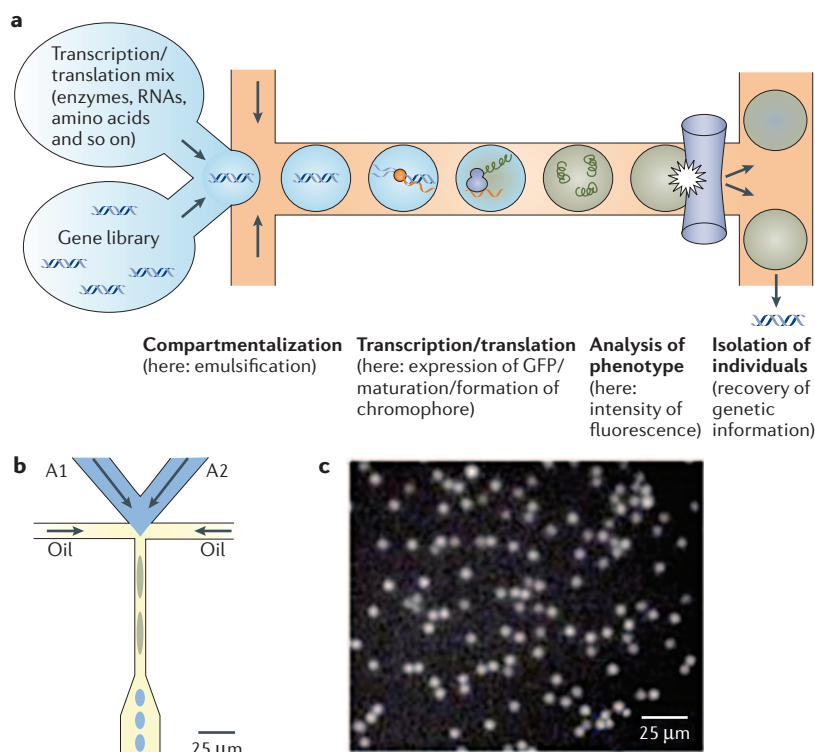 a
Transcription/
translation mix
(enzymes, RNAs,
amino acids
and so on)
Gene library
Compartmentalization
(here: emulsification)
Transcription/translation
(here: expression of GFP/
maturation/formation of
chromophore)
Analysis of
phenotype
(here:
intensity of
fluorescence)
Isolation of
individuals
(recovery of
genetic
information)
b
A1
A2
Oil
Oil
25 µm
c
25 µm